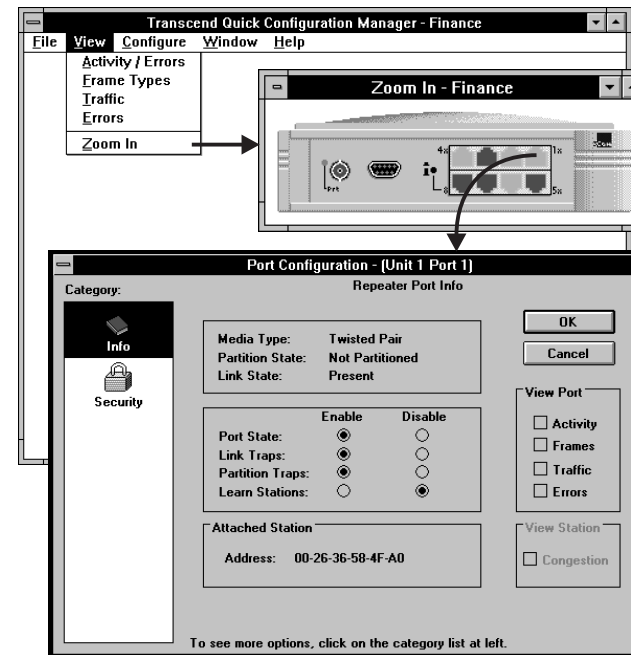 Transcend Quick Configuration Manager - Finance
File View Configure Window Help
Activity / Errors
Frame Types
Traffic
Errors
Zoom In
Zoom In - Finance
4x
1x
8
5x
Prt
3Com
Port Configuration - (Unit 1 Port 1)
Category:
Repeater Port Info
Info
Security
Media Type: Twisted Pair
Partition State: Not Partitioned
Link State: Present
Enable Disable
Port State:
Link Traps:
Partition Traps:
Learn Stations:
Attached Station
Address: 00-26-36-58-4F-A0
OK
Cancel
View Port
Activity
Frames
Traffic
Errors
View Station
Congestion
To see more options, click on the category list at left.